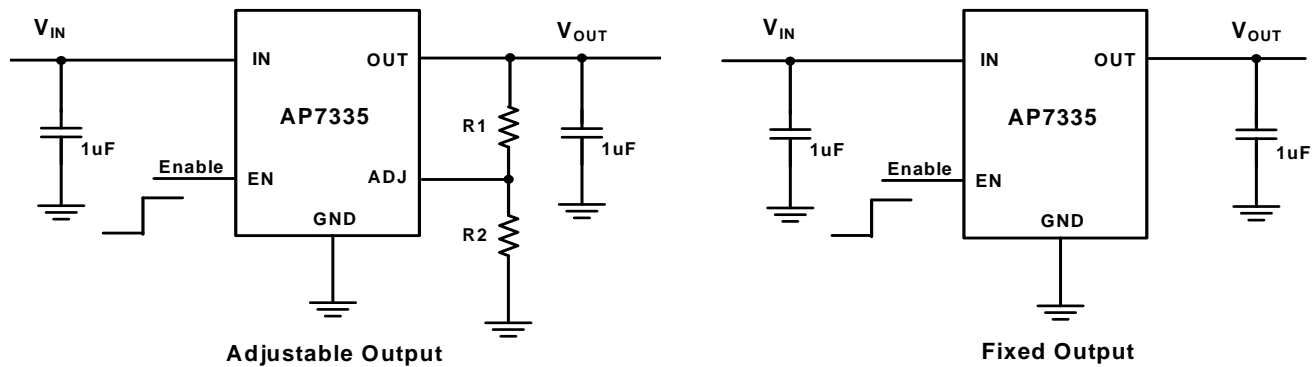 VIN
VOUT
IN
OUT
AP7335
R1
1uF
1uF
Enable
EN
ADJ
GND
R2
Adjustable Output
VIN
VOUT
IN
OUT
AP7335
1uF
1uF
Enable
EN
GND
Fixed Output